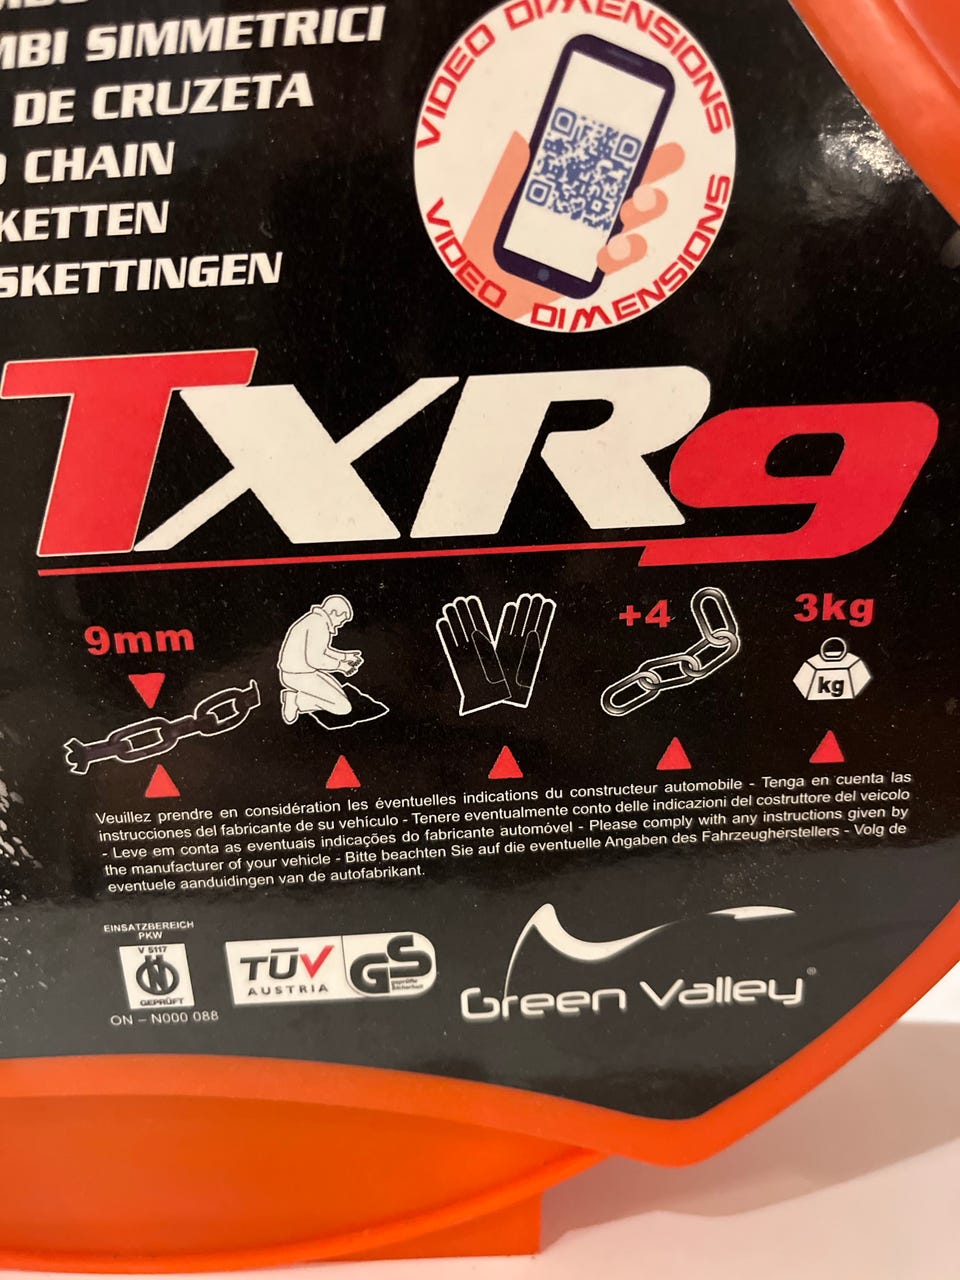 MBI SIMMETRICI
DE CRUZETA
CHAIN
KETTEN
SKETTINGEN
VIDEO DIMENSIONS
VIDEO DIMENSIONS
TXR9
9mm
+4
3kg
kg
Veuillez prendre en considération les éventuelles indications du constructeur automobile - Tenga en cuenta las
instrucciones del fabricante de su vehículo - Tenere eventualmente conto delle indicazioni del costruttore del veicolo
- Leve em conta as eventuais indicações do fabricante automóvel - Please comply with any instructions given by
the manufacturer of your vehicle - Bitte beachten Sie auf die eventuelle Angaben des Fahrzeugherstellers - Volg de
eventuele aanduidingen van de autofabrikant.
EINSATZBEREICH
PKW
V 5117
GEPRÜFT
ON - N000 088
TÜV
AUSTRIA
GS
geprüfte
Sicherheit
Green Valley®